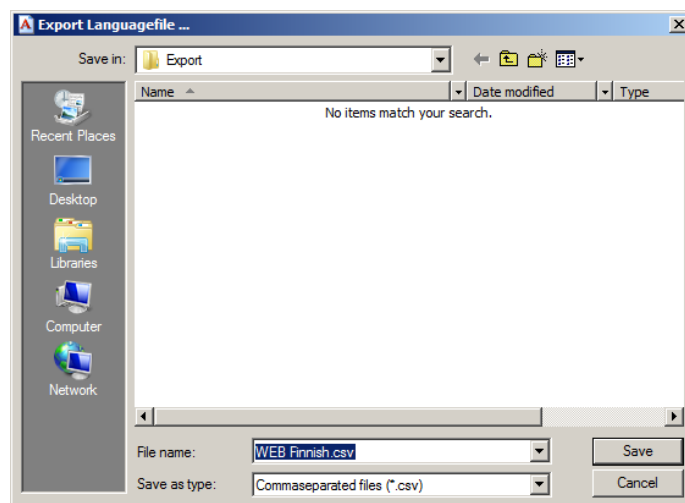 Export Languagefile ...
Save in: Export
Name Date modified Type
No items match your search.
Recent Places
Desktop
Libraries
Computer
Network
File name: WEB Finnish.csv Save
Save as type: Commaseparated files (*.csv) Cancel